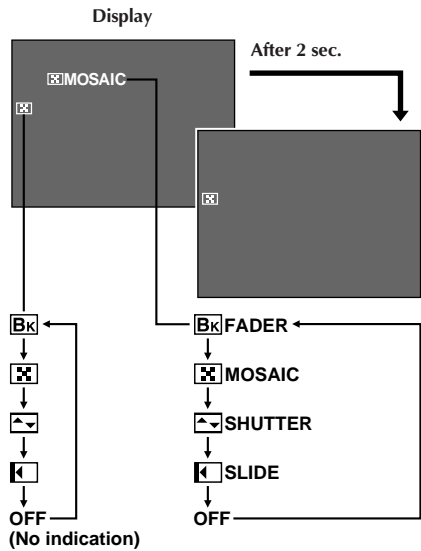 Display
After 2 sec.
MOSAIC
BK
BK FADER
MOSAIC
SHUTTER
SLIDE
OFF
(No indication)
OFF